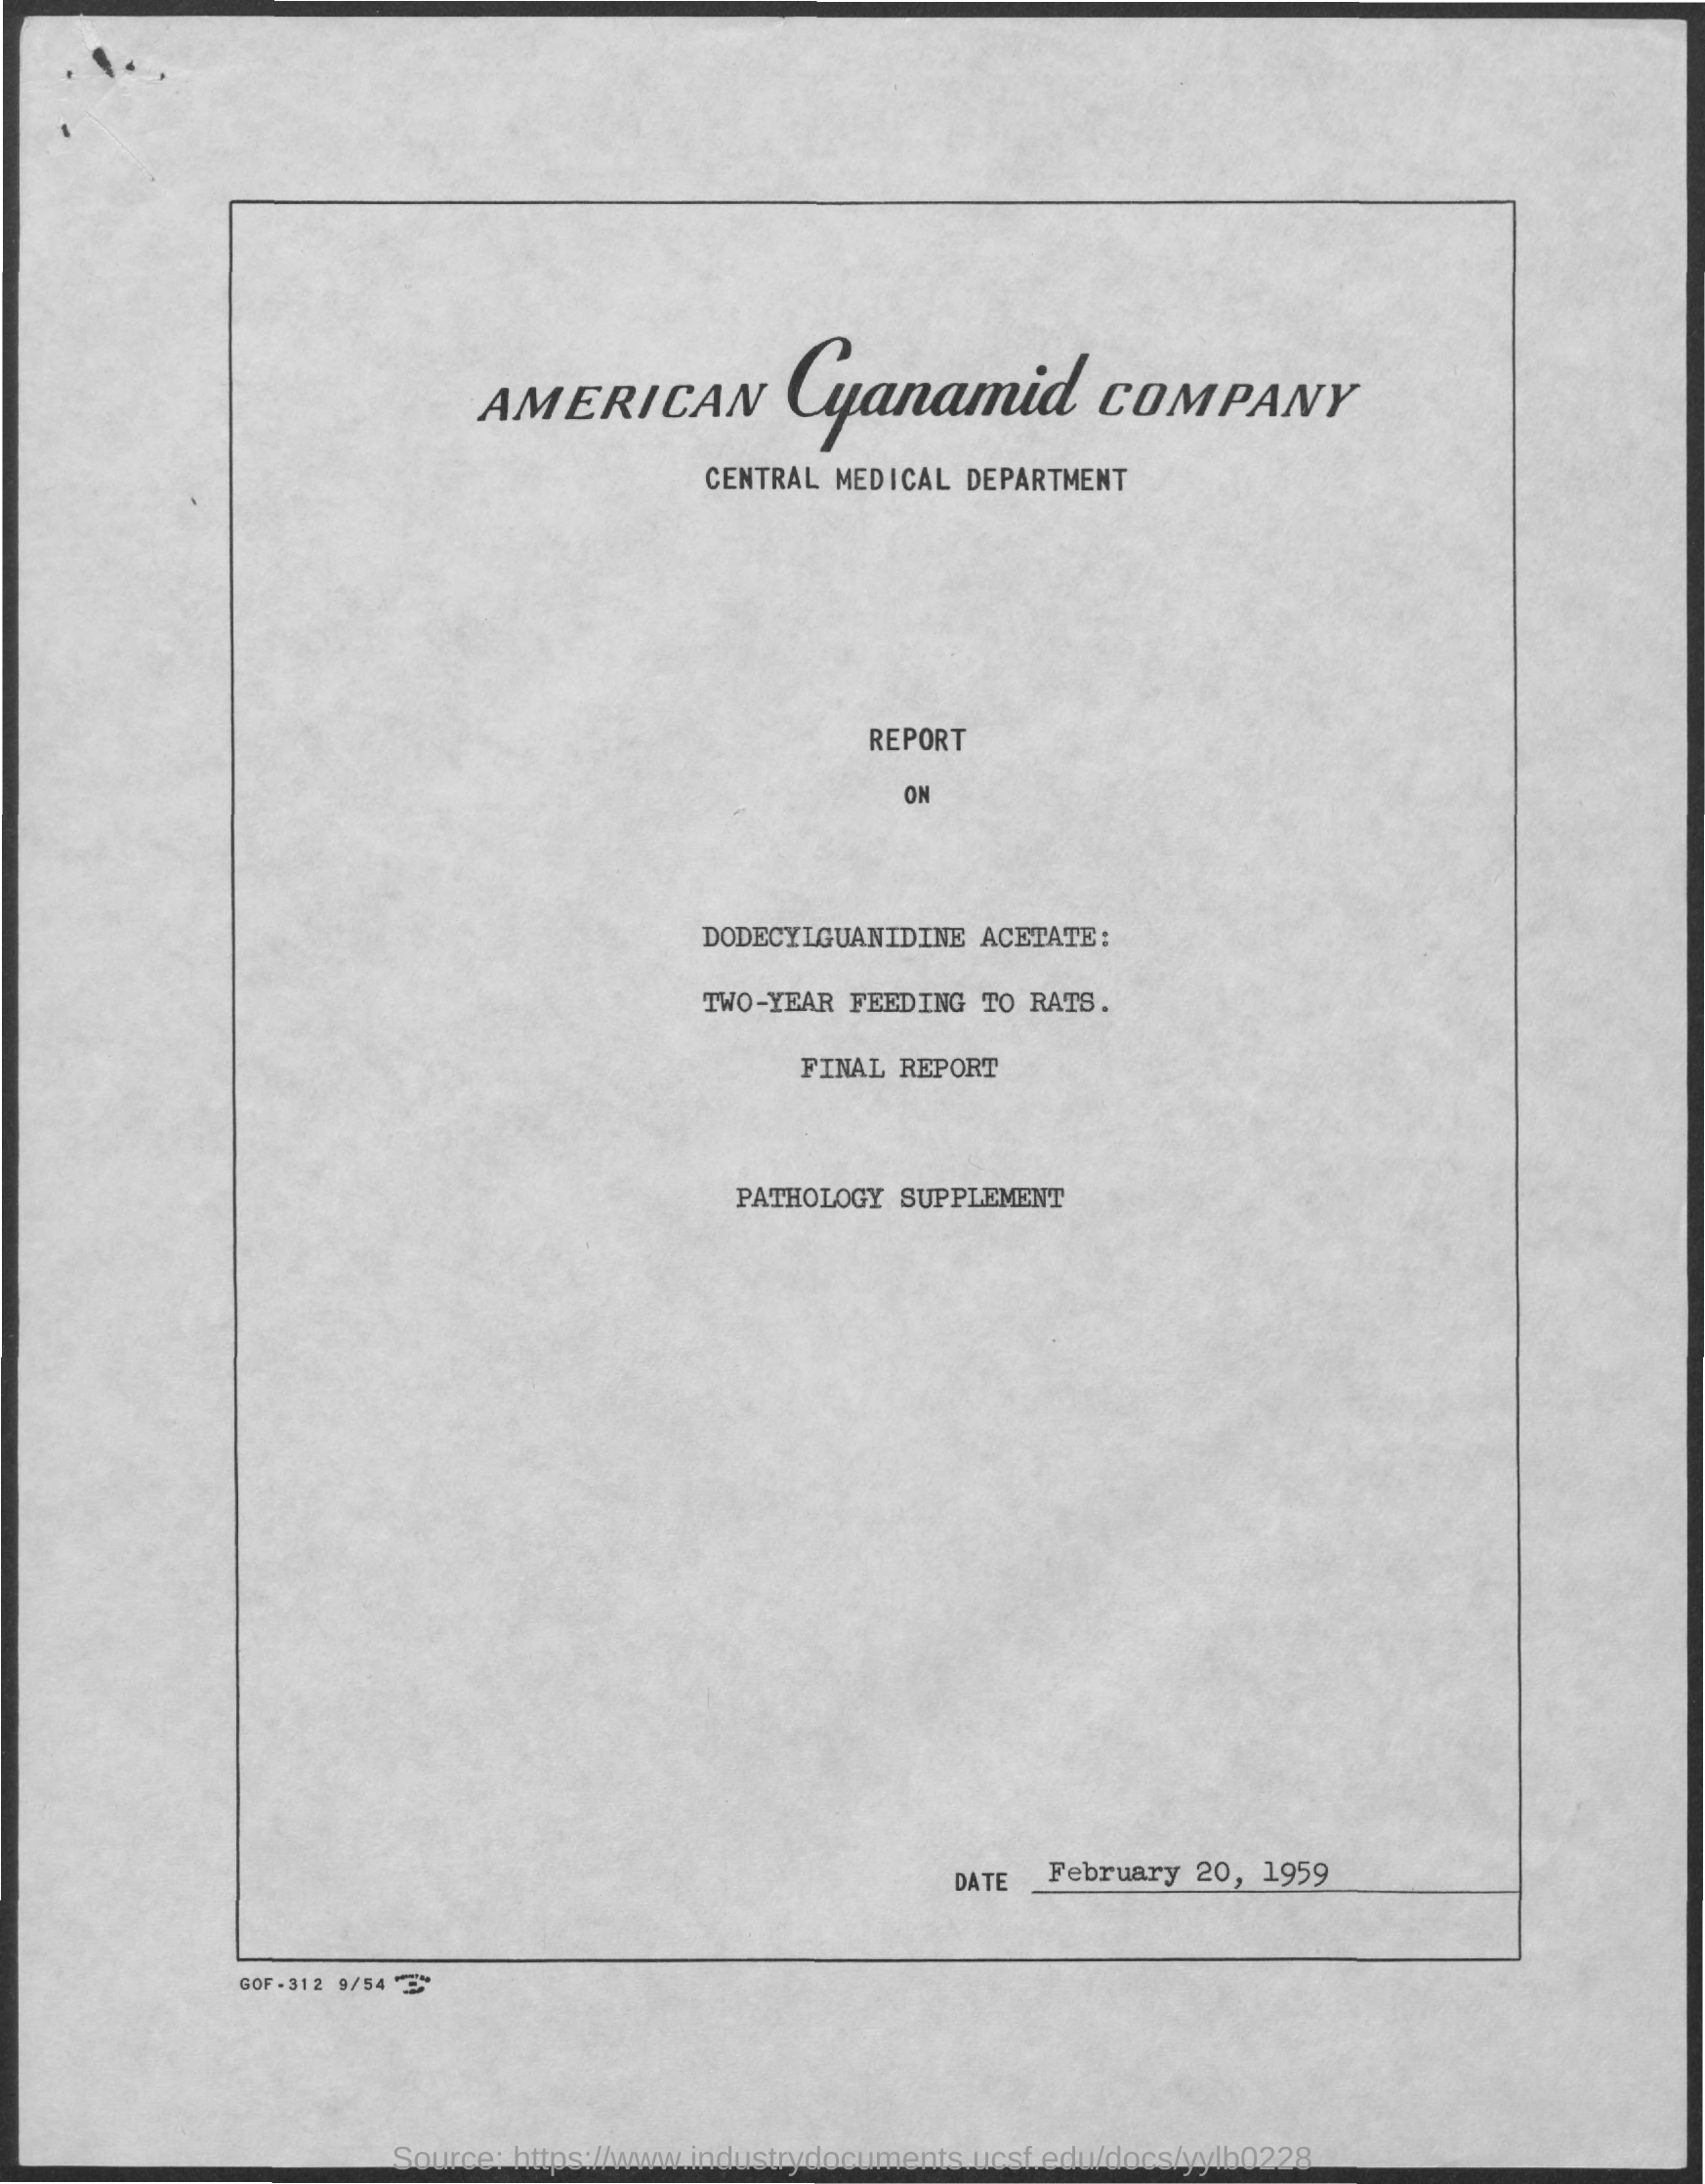 AMERICAN Cyanamid COMPANY
CENTRAL MEDICAL DEPARTMENT
REPORT
ON
DODECYLGUANIDINE ACETATE:
TWO-YEAR FEEDING TO RATS.
FINAL REPORT
PATHOLOGY SUPPLEMENT
DATE February 20, 1959
GOF-312 9/54
Source: https://www.industrydocuments.ucsf.edu/docs/yylb0228